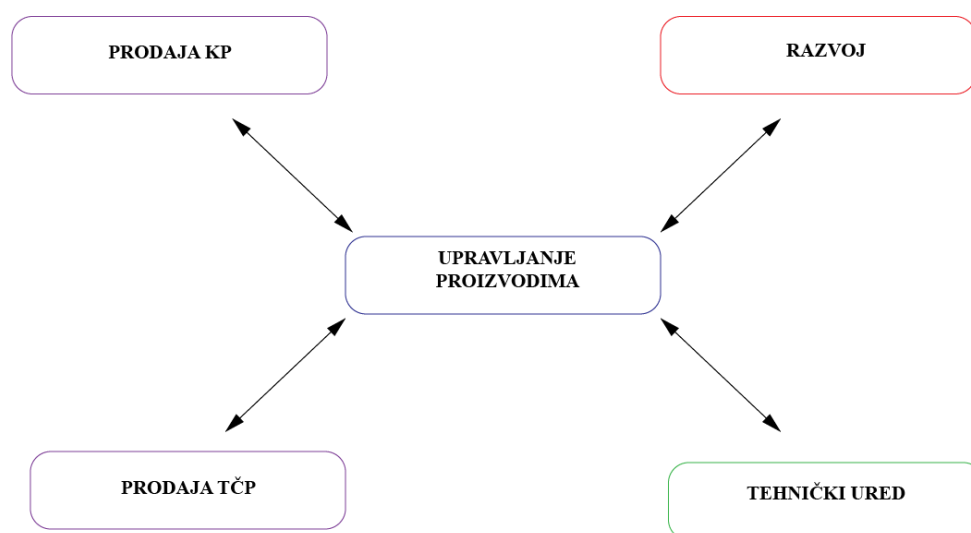 PRODAJA KP
RAZVOJ
UPRAVLJANJE
PROIZVODIMA
PRODAJA TČP
TEHNIČKI URED